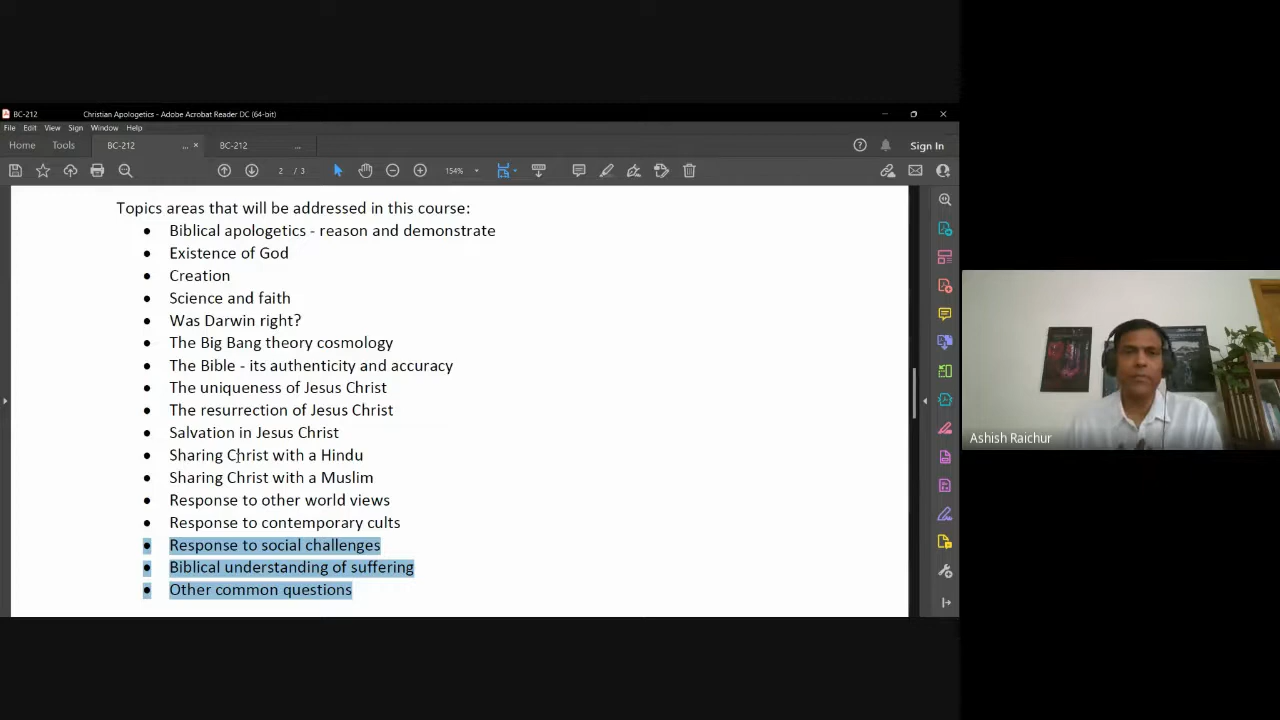 BC-212 Christian Apologetics - Adobe Acrobat Reader DC (64-bit)
File Edit View Sign Window Help
Home Tools BC-212 ... × BC-212 ... Sign In
2 / 3 154%
Topics areas that will be addressed in this course:
• Biblical apologetics - reason and demonstrate
• Existence of God
• Creation
• Science and faith
• Was Darwin right?
• The Big Bang theory cosmology
• The Bible - its authenticity and accuracy
• The uniqueness of Jesus Christ
• The resurrection of Jesus Christ
• Salvation in Jesus Christ
• Sharing Christ with a Hindu
• Sharing Christ with a Muslim
• Response to other world views
• Response to contemporary cults
• Response to social challenges
• Biblical understanding of suffering
• Other common questions
Ashish Raichur